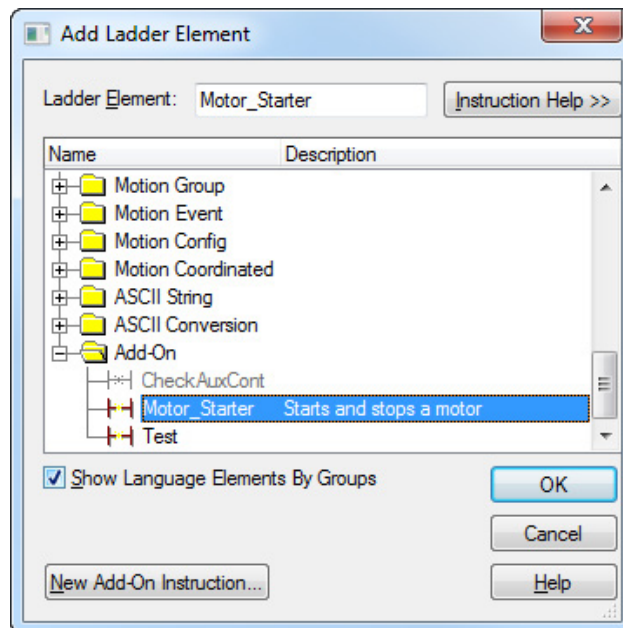 Add Ladder Element
Ladder Element: Motor_Starter Instruction Help >>
Name Description
Motion Group
Motion Event
Motion Config
Motion Coordinated
ASCII String
ASCII Conversion
Add-On
CheckAuxCont
Motor_Starter Starts and stops a motor
Test
Show Language Elements By Groups
OK
Cancel
New Add-On Instruction... Help